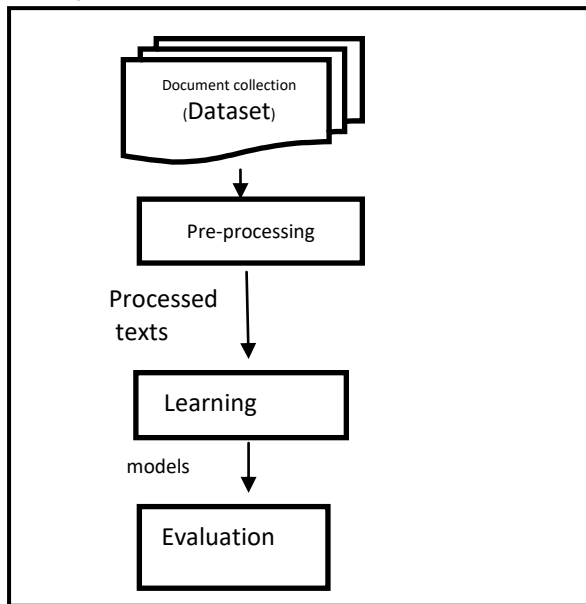 Document collection
(Dataset)
Pre-processing
Processed
texts
Learning
models
Evaluation